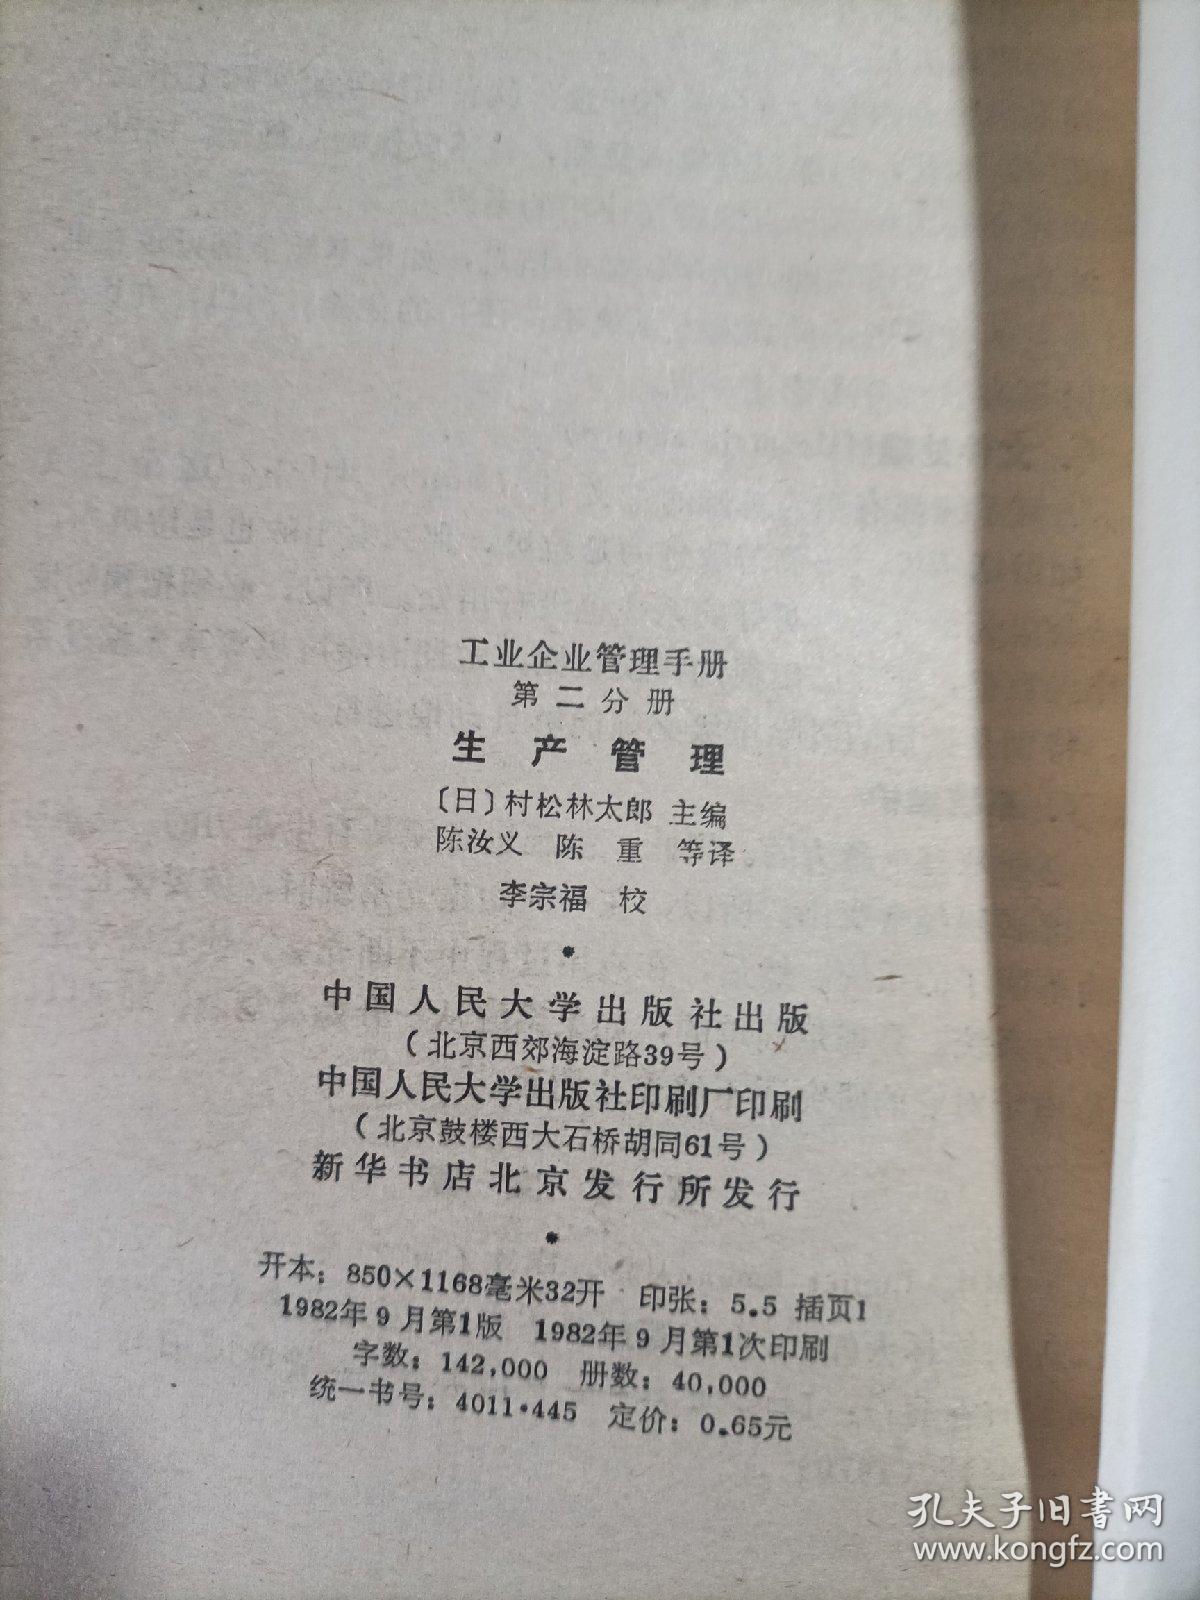 工业企业管理手册
第二分册
生产管理
〔日〕村松林太郎 主编
陈汝义 陈重 等译
李宗福 校
中国人民大学出版社出版
(北京西郊海淀路39号)
中国人民大学出版社印刷厂印刷
(北京鼓楼西大石桥胡同61号)
新华书店北京发行所发行
开本：850×1168毫米32开 印张：5.5 插页1
1982年9月第1版 1982年9月第1次印刷
字数：142,000 册数：40,000
统一书号：4011·445 定价：0.65元
孔夫子旧書网
www.kongfz.com